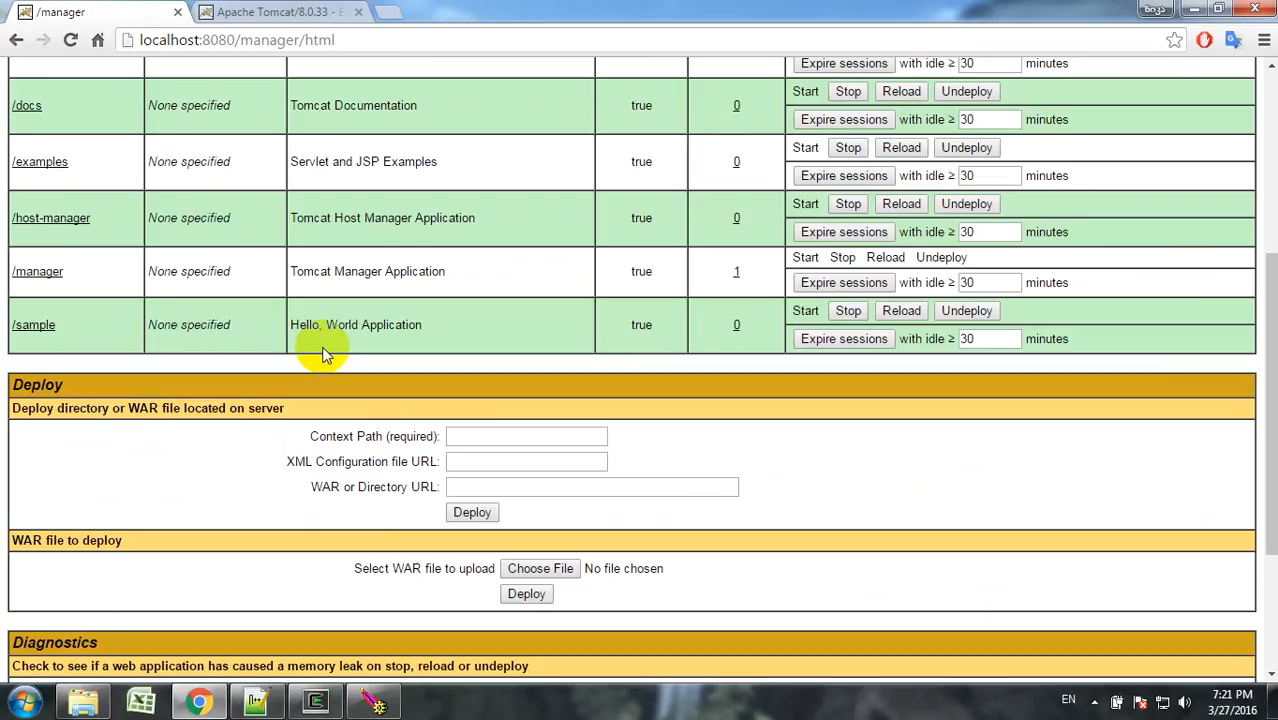 /manager
Apache Tomcat/8.0.33 - E
ნიკა
localhost:8080/manager/html
Expire sessions with idle ≥ 30 minutes
/docs None specified Tomcat Documentation true 0 Start Stop Reload Undeploy
Expire sessions with idle ≥ 30 minutes
/examples None specified Servlet and JSP Examples true 0 Start Stop Reload Undeploy
Expire sessions with idle ≥ 30 minutes
/host-manager None specified Tomcat Host Manager Application true 0 Start Stop Reload Undeploy
Expire sessions with idle ≥ 30 minutes
/manager None specified Tomcat Manager Application true 1 Start Stop Reload Undeploy
Expire sessions with idle ≥ 30 minutes
/sample None specified Hello, World Application true 0 Start Stop Reload Undeploy
Expire sessions with idle ≥ 30 minutes
Deploy
Deploy directory or WAR file located on server
Context Path (required):
XML Configuration file URL:
WAR or Directory URL:
Deploy
WAR file to deploy
Select WAR file to upload Choose File No file chosen
Deploy
Diagnostics
Check to see if a web application has caused a memory leak on stop, reload or undeploy
EN
7:21 PM
3/27/2016